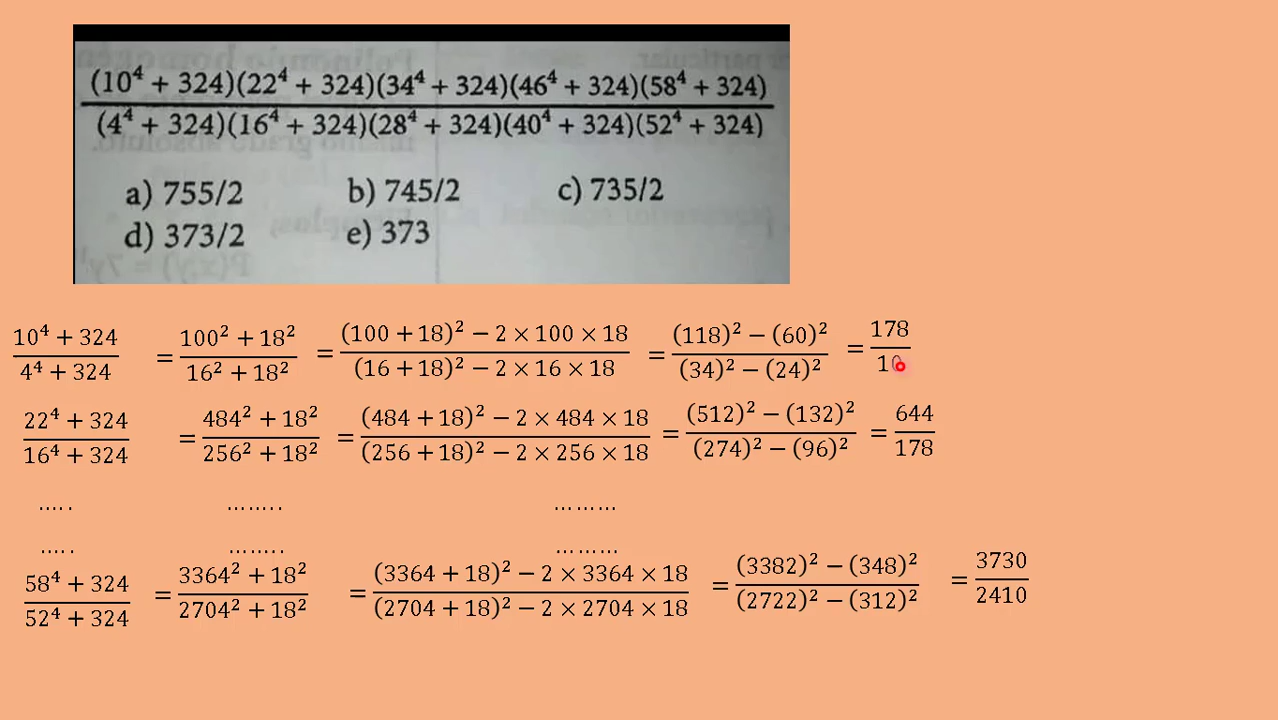 (10⁴ + 324)(22⁴ + 324)(34⁴ + 324)(46⁴ + 324)(58⁴ + 324)
(4⁴ + 324)(16⁴ + 324)(28⁴ + 324)(40⁴ + 324)(52⁴ + 324)
a) 755/2 b) 745/2 c) 735/2
d) 373/2 e) 373
10⁴ + 324 / 4⁴ + 324 = 100² + 18² / 16² + 18² = (100 + 18)² − 2 × 100 × 18 / (16 + 18)² − 2 × 16 × 18 = (118)² − (60)² / (34)² − (24)² = 178 / 10
22⁴ + 324 / 16⁴ + 324 = 484² + 18² / 256² + 18² = (484 + 18)² − 2 × 484 × 18 / (256 + 18)² − 2 × 256 × 18 = (512)² − (132)² / (274)² − (96)² = 644 / 178
..... ........ .........
..... ........ .........
58⁴ + 324 / 52⁴ + 324 = 3364² + 18² / 2704² + 18² = (3364 + 18)² − 2 × 3364 × 18 / (2704 + 18)² − 2 × 2704 × 18 = (3382)² − (348)² / (2722)² − (312)² = 3730 / 2410